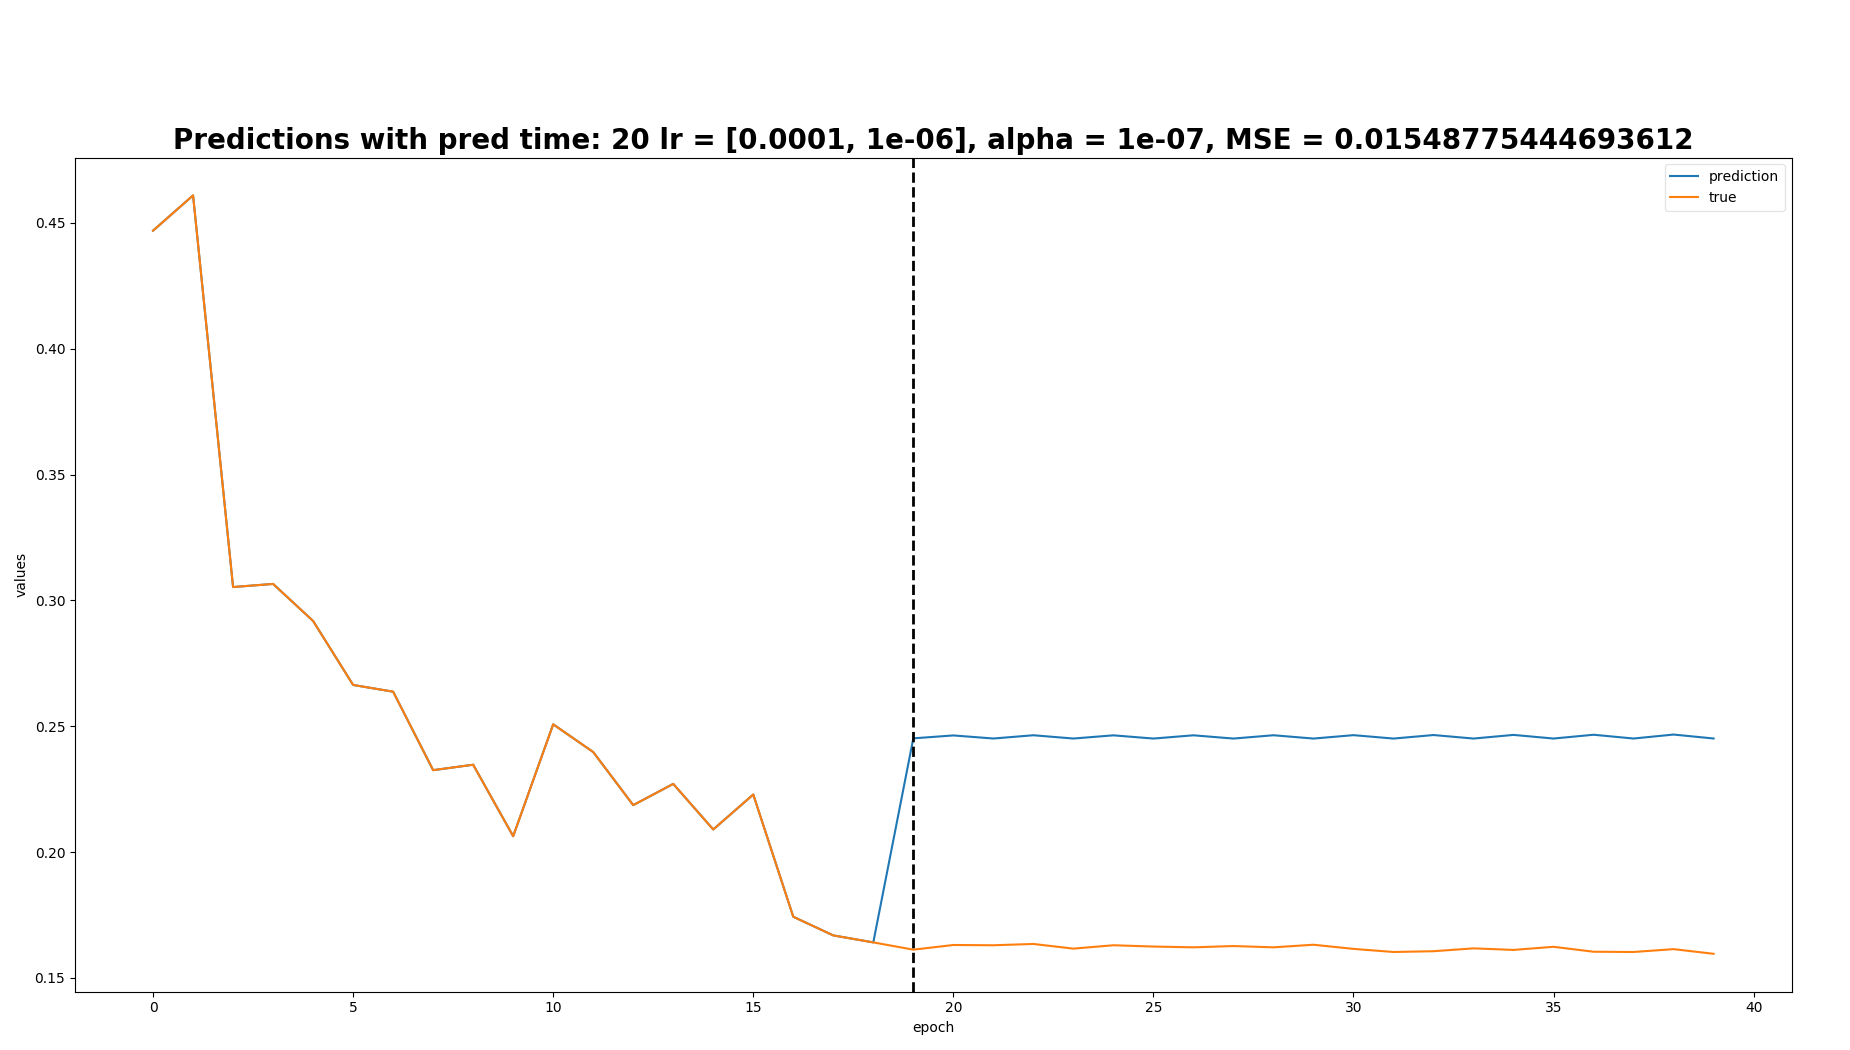 Predictions with pred time: 20 lr = [0.0001, 1e-06], alpha = 1e-07, MSE = 0.01548775444693612
prediction
true
0.45
0.40
0.35
0.30
0.25
0.20
0.15
values
0 5 10 15 20 25 30 35 40
epoch